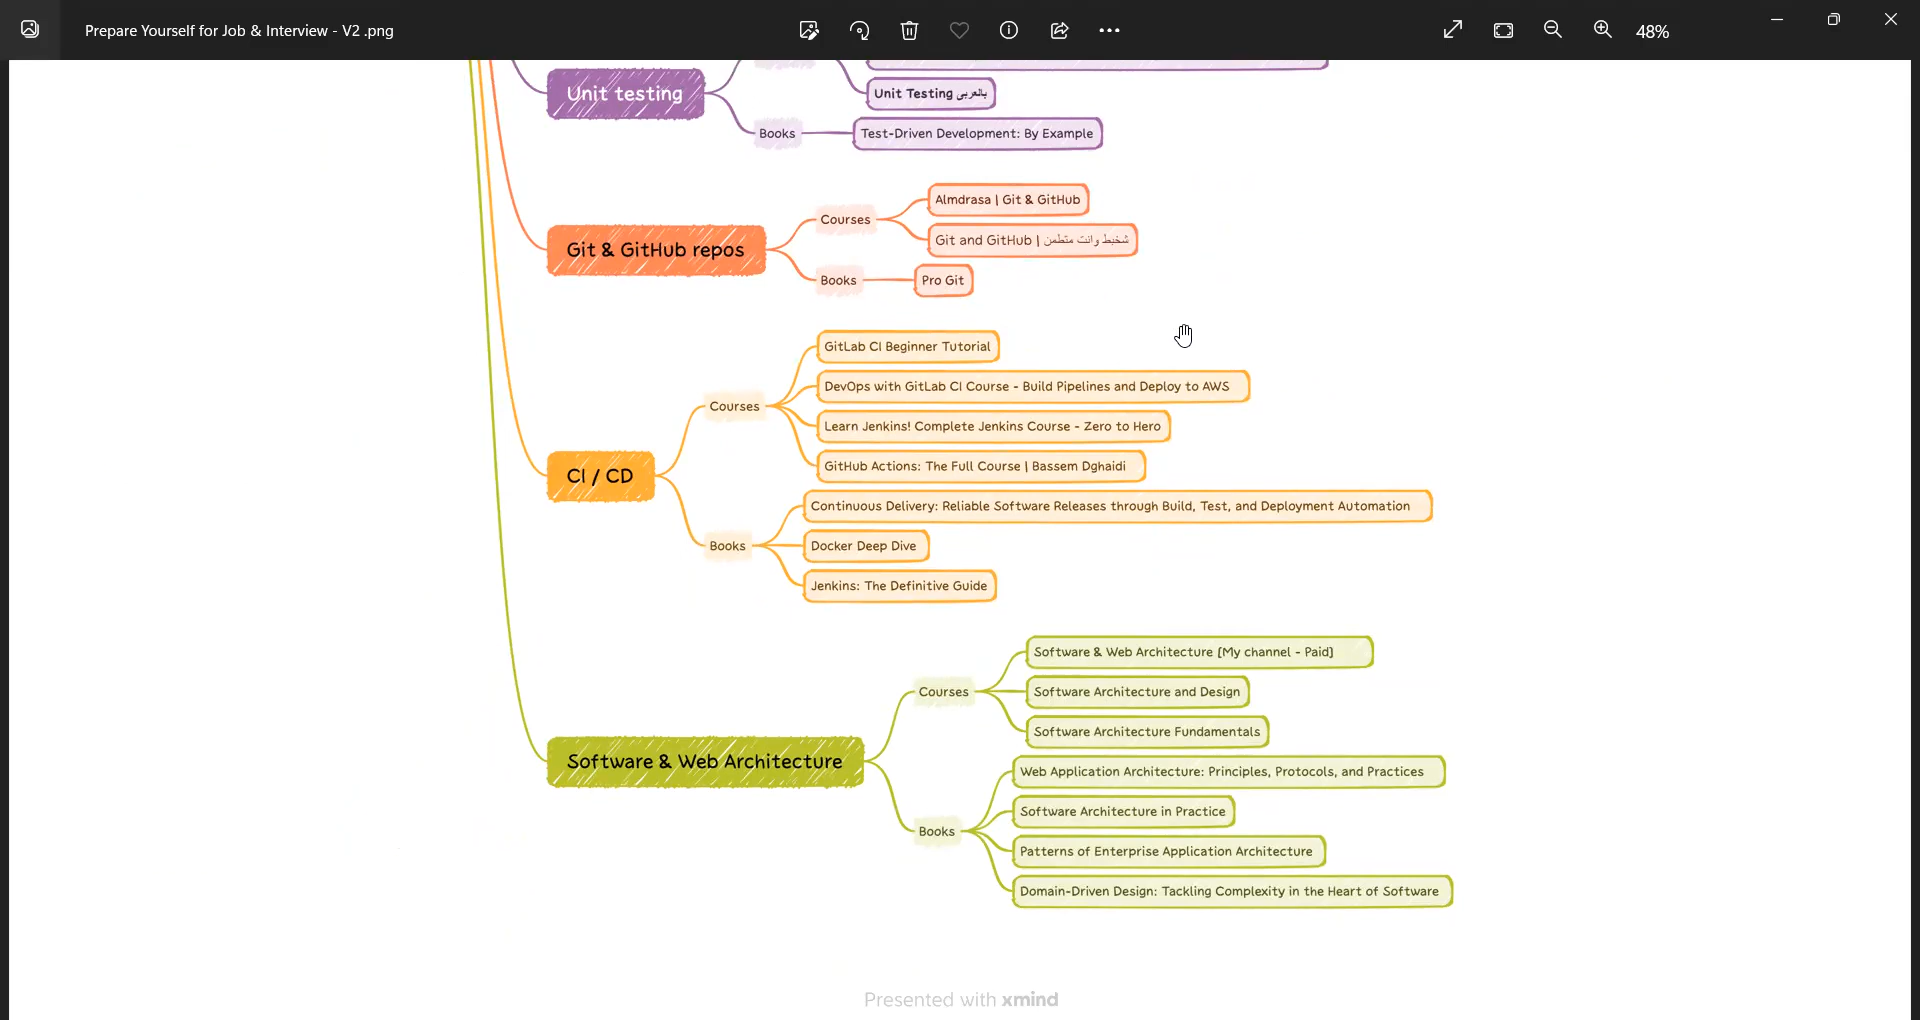 Prepare Yourself for Job & Interview - V2 .png
48%
Unit testing
Unit Testing بالعربي
Books
Test-Driven Development: By Example
Git & GitHub repos
Courses
Almdrasa | Git & GitHub
Git and GitHub | شخبط وانت متطمن
Books
Pro Git
CI / CD
Courses
GitLab CI Beginner Tutorial
DevOps with GitLab CI Course - Build Pipelines and Deploy to AWS
Learn Jenkins! Complete Jenkins Course - Zero to Hero
GitHub Actions: The Full Course | Bassem Dghaidi
Books
Continuous Delivery: Reliable Software Releases through Build, Test, and Deployment Automation
Docker Deep Dive
Jenkins: The Definitive Guide
Software & Web Architecture
Courses
Software & Web Architecture [My channel - Paid]
Software Architecture and Design
Software Architecture Fundamentals
Books
Web Application Architecture: Principles, Protocols, and Practices
Software Architecture in Practice
Patterns of Enterprise Application Architecture
Domain-Driven Design: Tackling Complexity in the Heart of Software
Presented with xmind